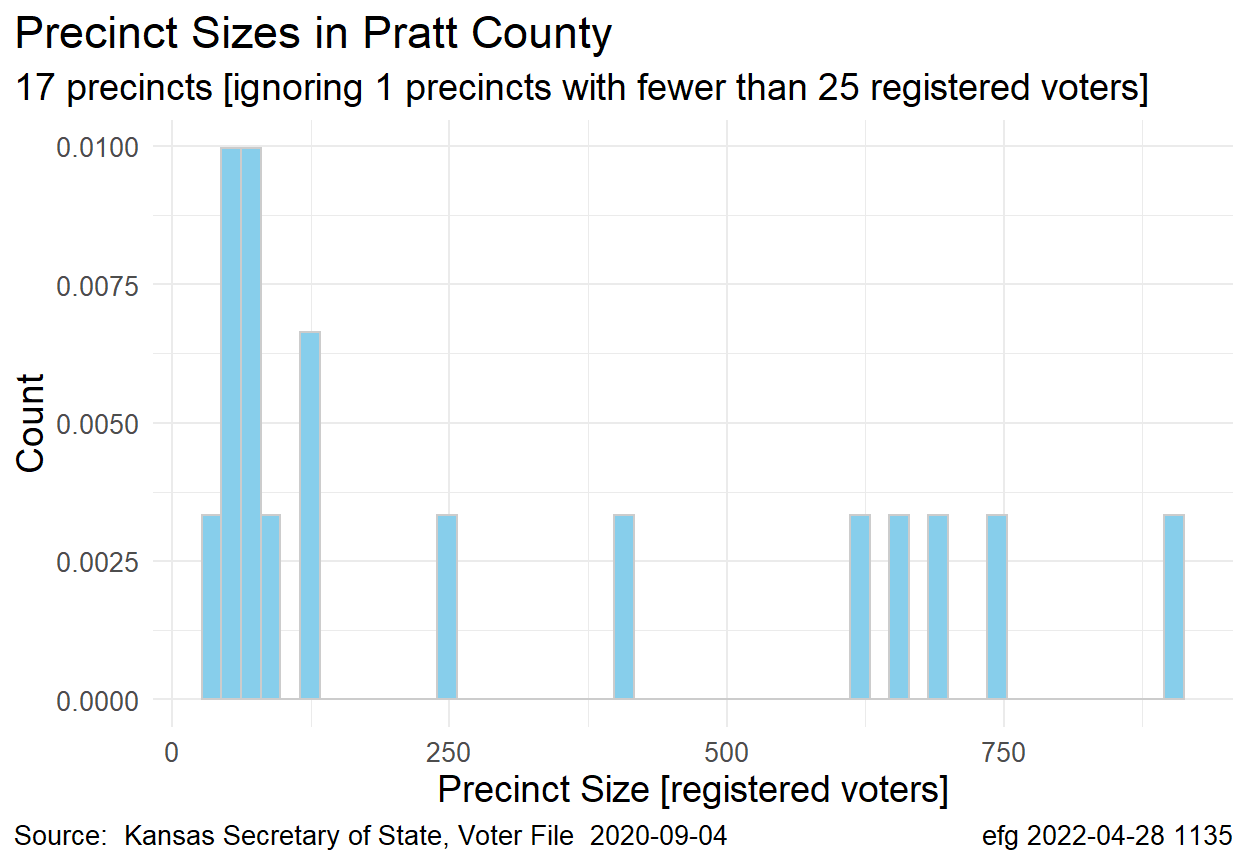 Precinct Sizes in Pratt County
17 precincts [ignoring 1 precincts with fewer than 25 registered voters]
0.0100
0.0075
0.0050
0.0025
0.0000
Count
0 250 500 750
Precinct Size [registered voters]
Source:  Kansas Secretary of State, Voter File  2020-09-04
efg 2022-04-28 1135